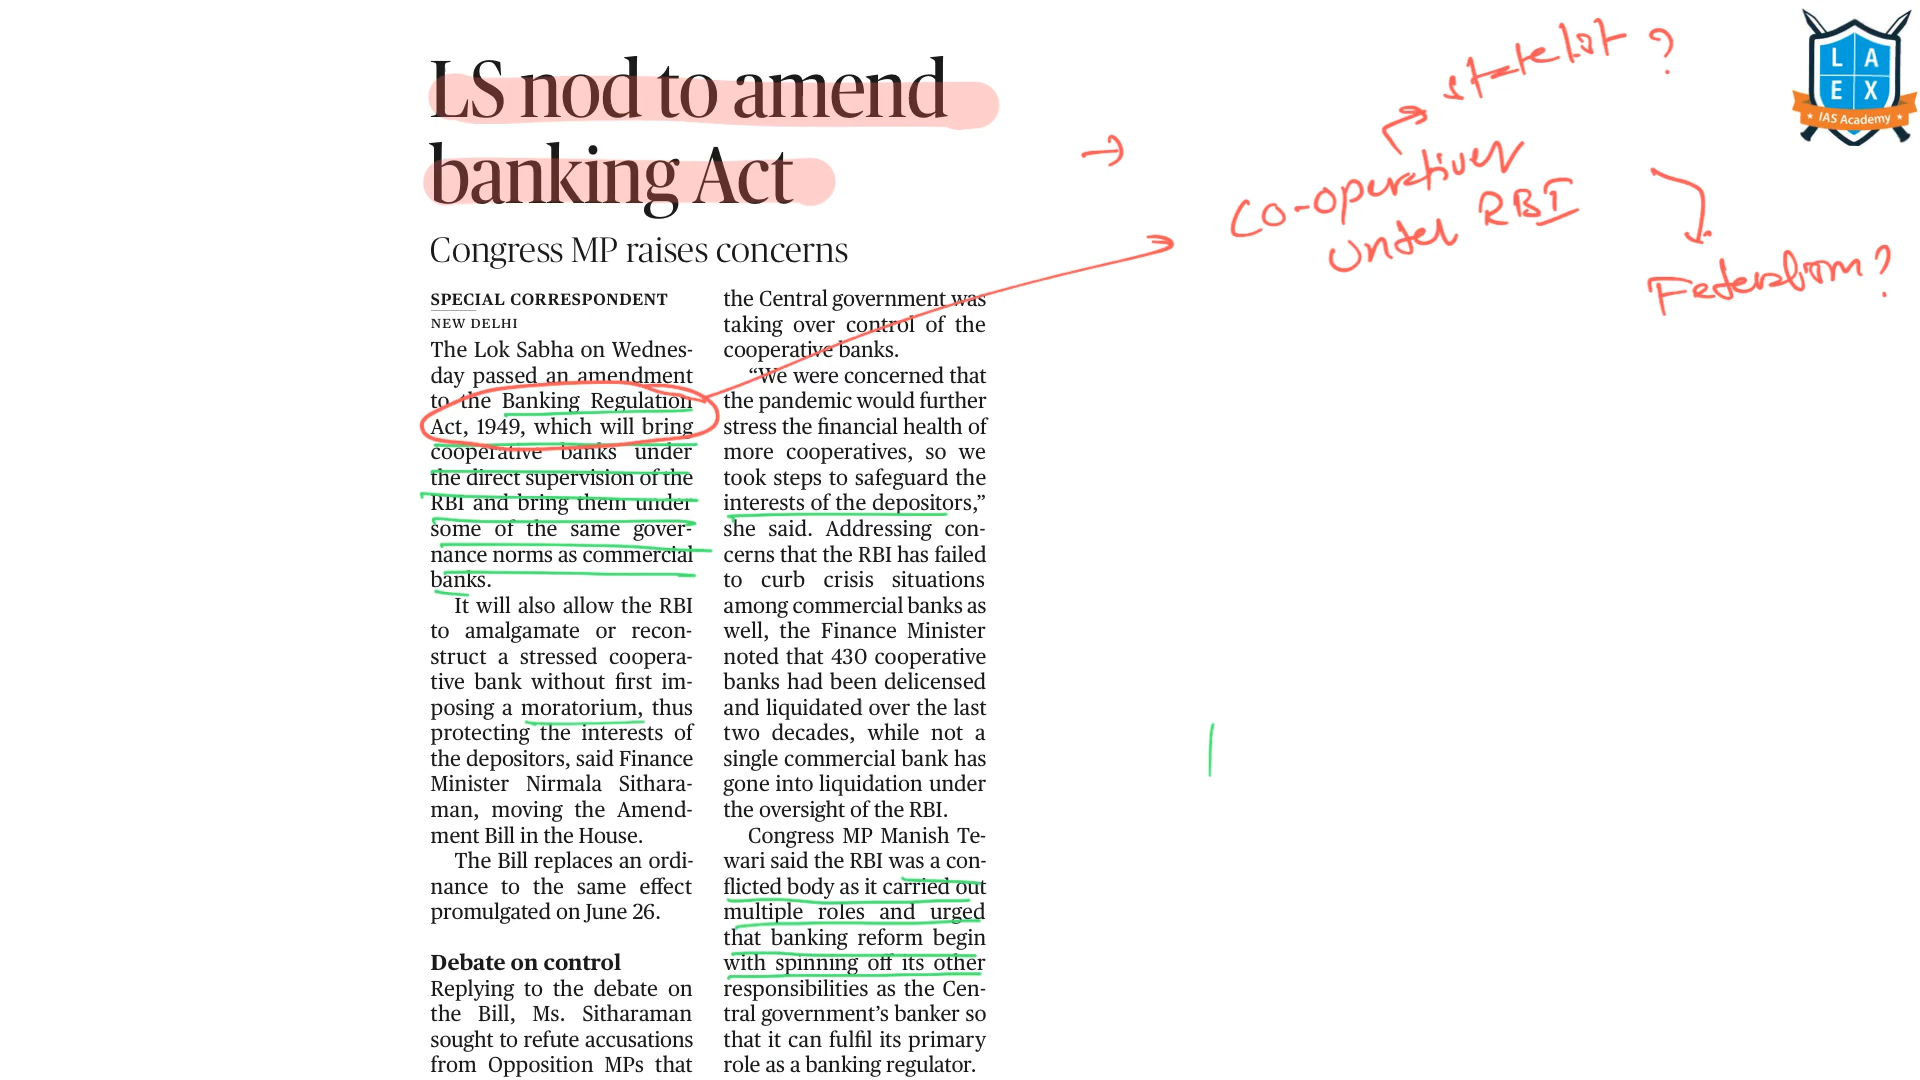 LS nod to amend
banking Act
Congress MP raises concerns
SPECIAL CORRESPONDENT
NEW DELHI
The Lok Sabha on Wednes-
day passed an amendment
to the Banking Regulation
Act, 1949, which will bring
cooperative banks under
the direct supervision of the
RBI and bring them under
some of the same gover-
nance norms as commercial
banks.
It will also allow the RBI
to amalgamate or recon-
struct a stressed coopera-
tive bank without first im-
posing a moratorium, thus
protecting the interests of
the depositors, said Finance
Minister Nirmala Sithara-
man, moving the Amend-
ment Bill in the House.
The Bill replaces an ordi-
nance to the same effect
promulgated on June 26.
Debate on control
Replying to the debate on
the Bill, Ms. Sitharaman
sought to refute accusations
from Opposition MPs that
the Central government was
taking over control of the
cooperative banks.
“We were concerned that
the pandemic would further
stress the financial health of
more cooperatives, so we
took steps to safeguard the
interests of the depositors,”
she said. Addressing con-
cerns that the RBI has failed
to curb crisis situations
among commercial banks as
well, the Finance Minister
noted that 430 cooperative
banks had been delicensed
and liquidated over the last
two decades, while not a
single commercial bank has
gone into liquidation under
the oversight of the RBI.
Congress MP Manish Te-
wari said the RBI was a con-
flicted body as it carried out
multiple roles and urged
that banking reform begin
with spinning off its other
responsibilities as the Cen-
tral government’s banker so
that it can fulfil its primary
role as a banking regulator.
state list ?
Co-operatives
under RBI
Federalism ?
L A
E X
IAS Academy